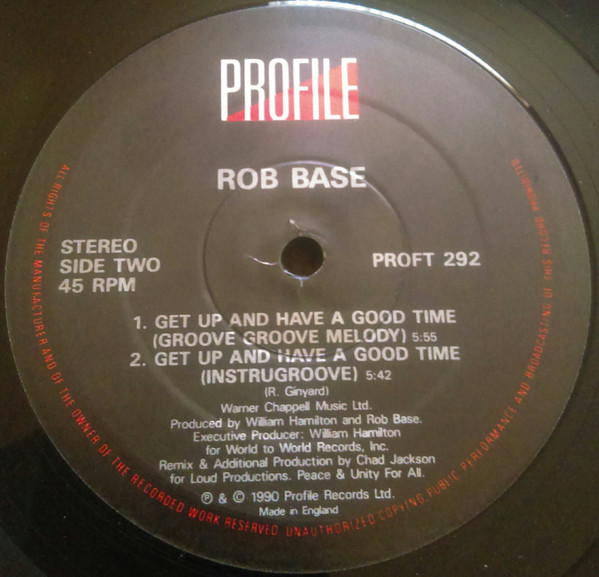 PROFILE
ROB BASE
STEREO
SIDE TWO
45 RPM
PROFT 292
1. GET UP AND HAVE A GOOD TIME
(GROOVE GROOVE MELODY) 5:55
2. GET UP AND HAVE A GOOD TIME
(INSTRUGROOVE) 5:42
(R. Ginyard)
Warner Chappell Music Ltd.
Produced by William Hamilton and Rob Base.
Executive Producer: William Hamilton
for World to World Records, Inc.
Remix & Additional Production by Chad Jackson
for Loud Productions. Peace & Unity For All.
℗ & © 1990 Profile Records Ltd.
Made in England
ALL RIGHTS OF THE MANUFACTURER AND OF THE OWNER OF THE RECORDED WORK RESERVED UNAUTHORIZED COPYING PUBLIC PERFORMANCE AND BROADCASTING OF THIS RECORD PROHIBITED